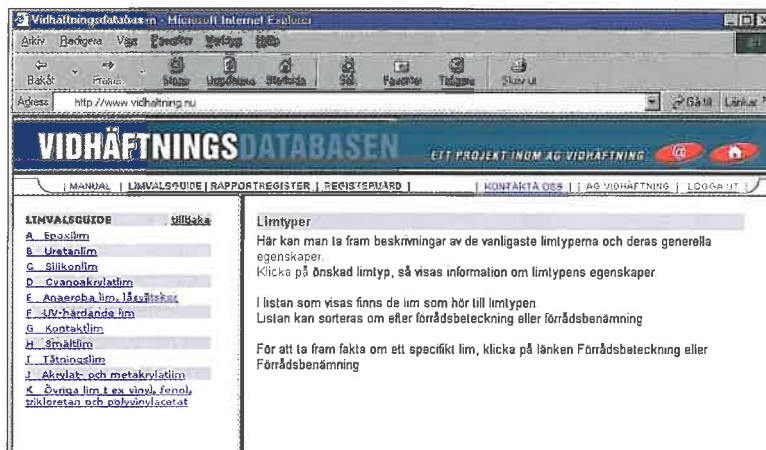 Vidhäftningsdatabasen - Microsoft Internet Explorer
Arkiv Redigera Visa Favoriter Verktyg Hjälp
Bakåt Framåt Stopp Uppdatera Startsida Sök Favoriter Tidigare Skriv ut
Adress http://www.vidhaftning.nu Gå till Länkar »
VIDHÄFTNINGSDATABASEN ETT PROJEKT INOM AG VIDHÄFTNING @
| MANUAL | LIMVALSGUIDE | RAPPORTREGISTER | REGISTERVÅRD | | KONTAKTA OSS | | AG VIDHÄFTNING | LOGGA UT |
LIMVALSGUIDE tillbaka
A Epoxilim
B Uretanlim
C Silikonlim
D Cyanoakrylatlim
E Anaeroba lim, låsvätskor
F UV-härdande lim
G Kontaktlim
H Smältlim
I Tätningslim
J Akrylat- och metakrylatlim
K Övriga lim t ex vinyl, fenol,
trikloretan och polyvinylacetat
Limtyper
Här kan man ta fram beskrivningar av de vanligaste limtyperna och deras generella
egenskaper.
Klicka på önskad limtyp, så visas information om limtypens egenskaper.
I listan som visas finns de lim som hör till limtypen.
Listan kan sorteras om efter förrådsbeteckning eller förrådsbenämning
För att ta fram fakta om ett specifikt lim, klicka på länken Förrådsbeteckning eller
Förrådsbenämning